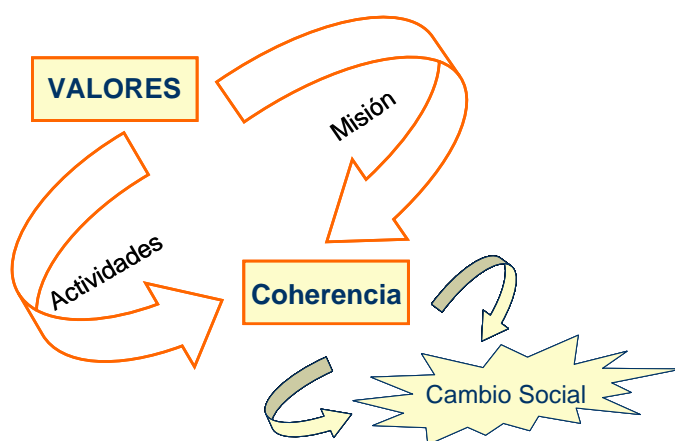 VALORES
Misión
Actividades
Coherencia
Cambio Social